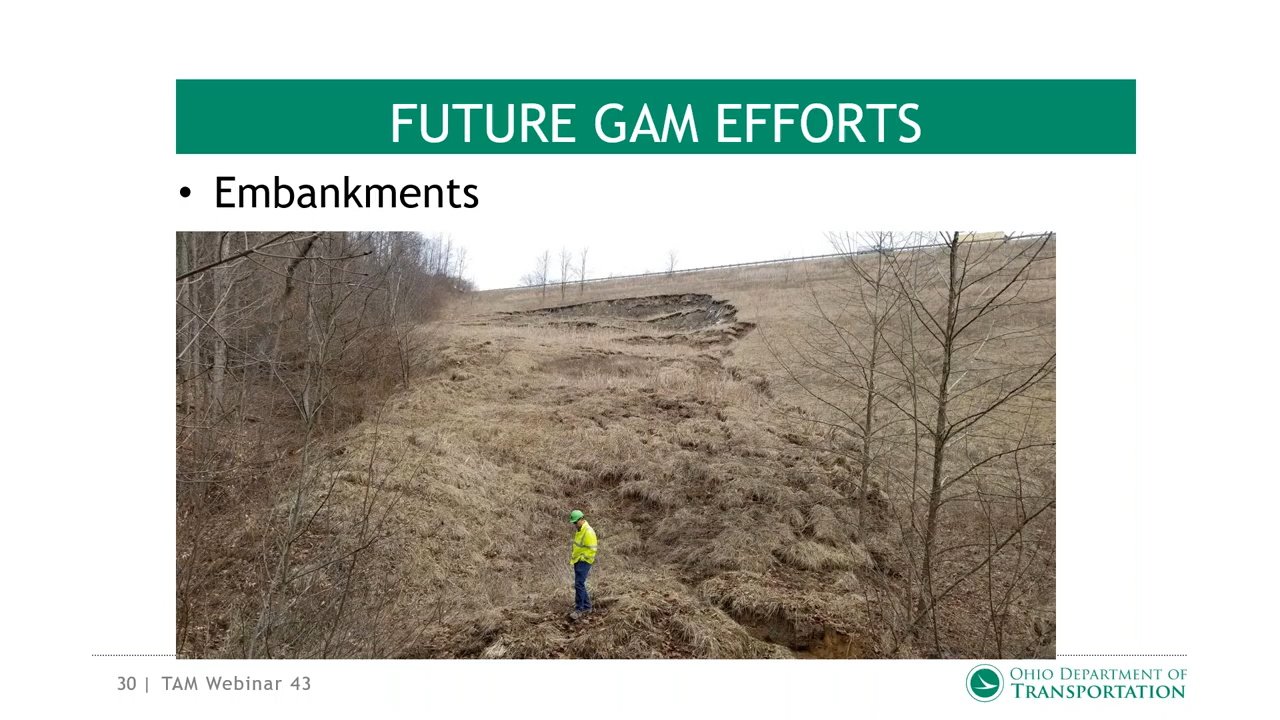 FUTURE GAM EFFORTS
• Embankments
30 | TAM Webinar 43
OHIO DEPARTMENT OF
TRANSPORTATION